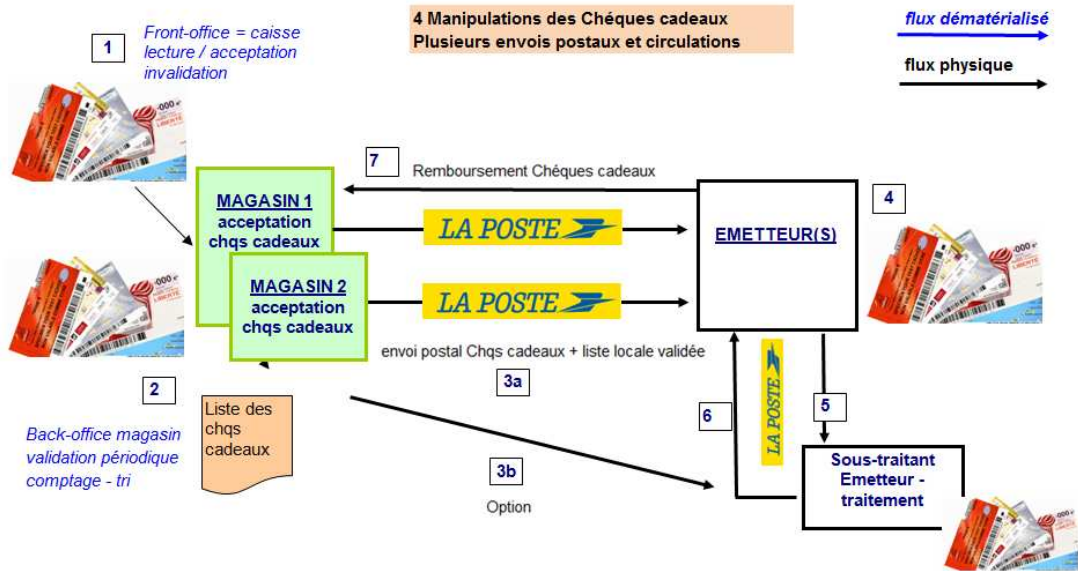 4 Manipulations des Chéques cadeaux
Plusieurs envois postaux et circulations
flux dématérialisé
flux physique
1
Front-office = caisse
lecture / acceptation
invalidation
7
Remboursement Chéques cadeaux
MAGASIN 1
acceptation
chqs cadeaux
LA POSTE
EMETTEUR(S)
4
MAGASIN 2
acceptation
chqs cadeaux
LA POSTE
envoi postal Chqs cadeaux + liste locale validée
3a
2
Back-office magasin
validation périodique
comptage - tri
Liste des
chqs
cadeaux
3b
Option
6
LA POSTE
5
Sous-traitant
Emetteur -
traitement